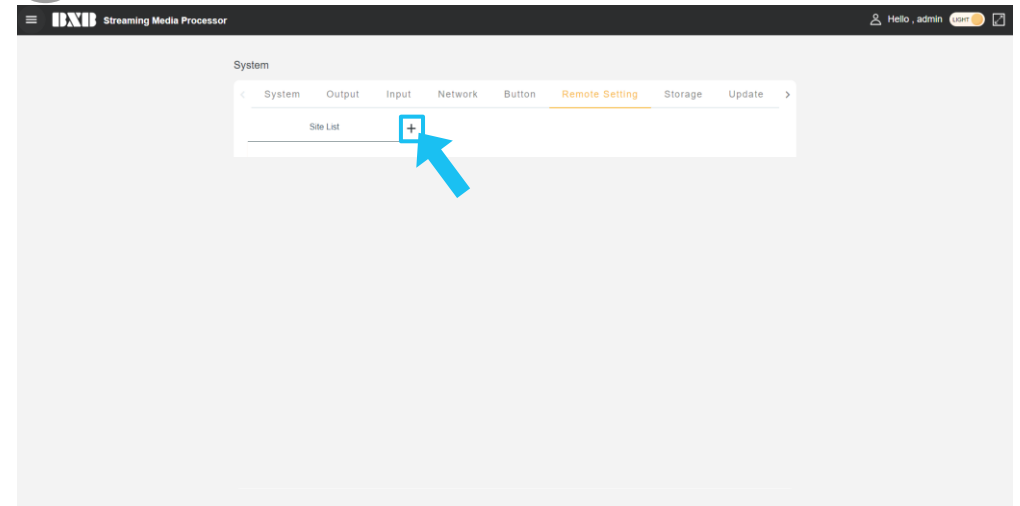 BXB Streaming Media Processor Hello , admin LIGHT
System
System Output Input Network Button Remote Setting Storage Update
Site List +